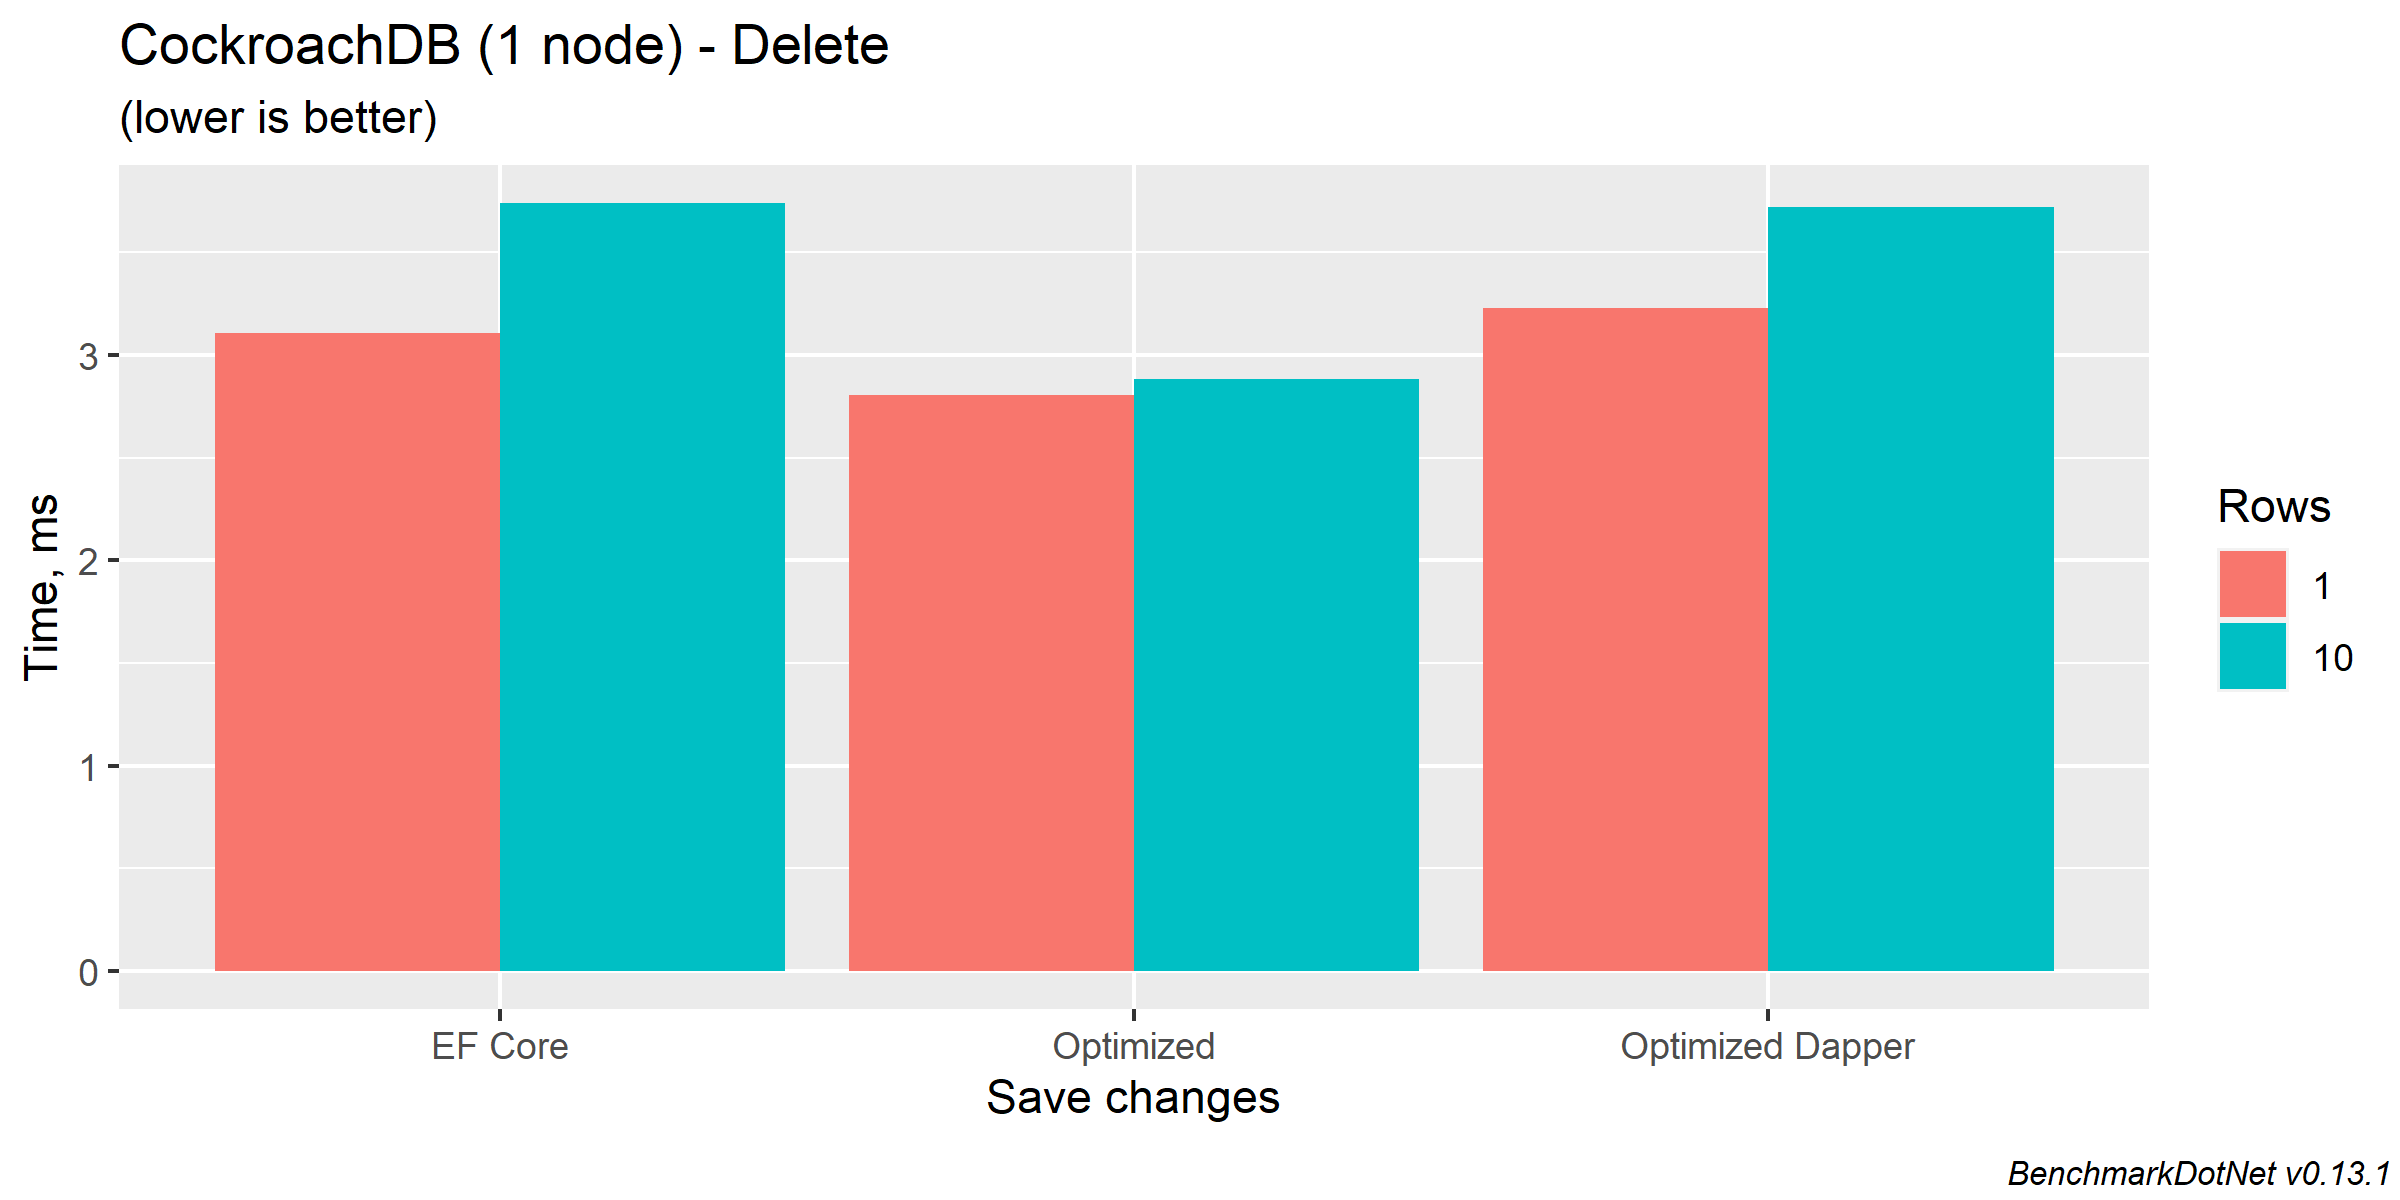 CockroachDB (1 node) - Delete
(lower is better)
Time, ms
3
2
1
0
EF Core
Optimized
Optimized Dapper
Save changes
Rows
1
10
BenchmarkDotNet v0.13.1